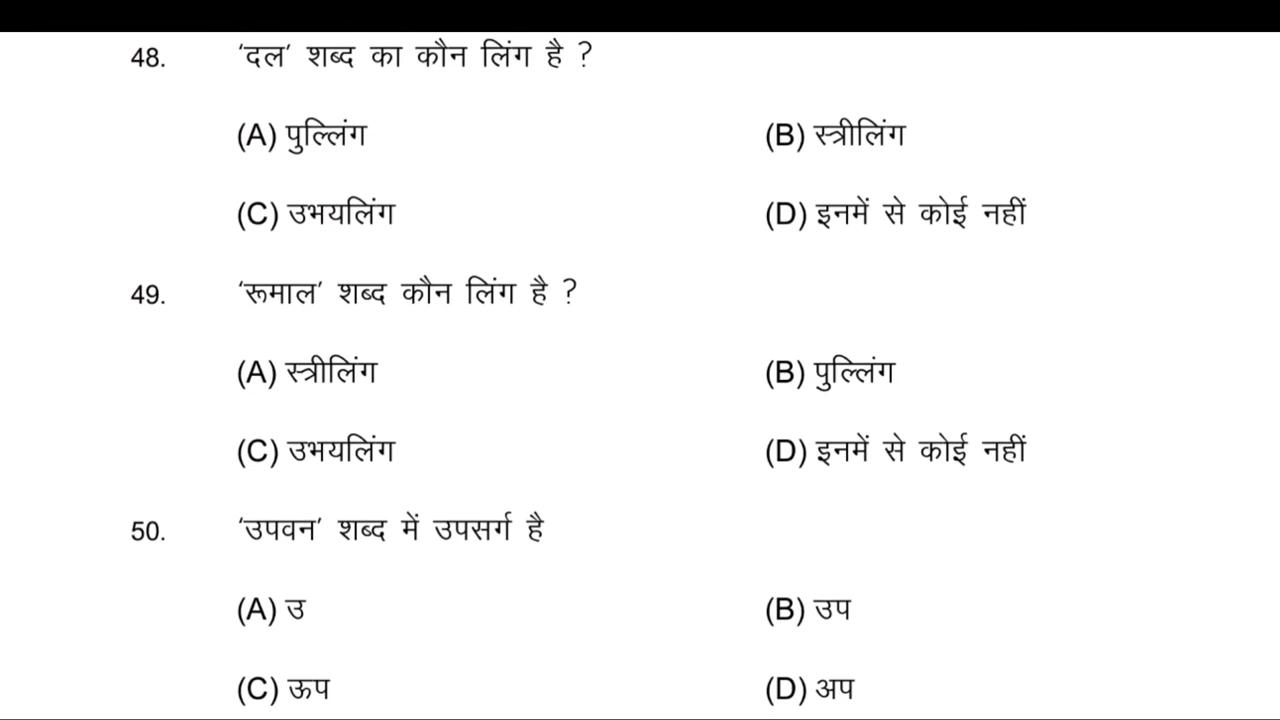 48. ‘दल’ शब्द का कौन लिंग है ?
(A) पुल्लिंग (B) स्त्रीलिंग
(C) उभयलिंग (D) इनमें से कोई नहीं
49. ‘रूमाल’ शब्द कौन लिंग है ?
(A) स्त्रीलिंग (B) पुल्लिंग
(C) उभयलिंग (D) इनमें से कोई नहीं
50. ‘उपवन’ शब्द में उपसर्ग है
(A) उ (B) उप
(C) ऊप (D) अप